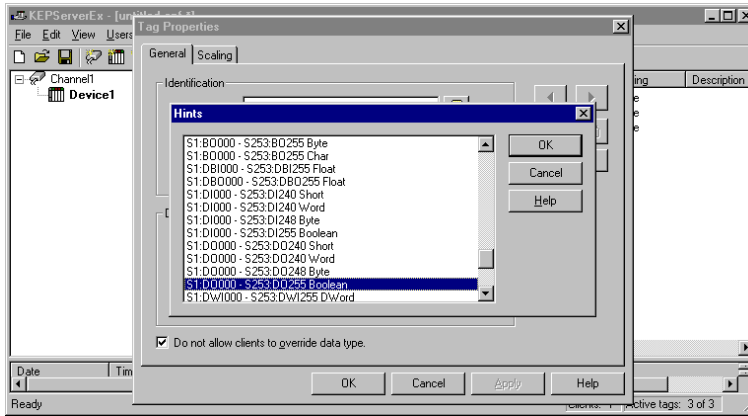 KEPServerEx - [untitled.opf *]
Tag Properties
File Edit View Users
General Scaling
Channel1
Device1
Identification
ing Description
Hints
S1:BO000 - S253:BO255 Byte
S1:BO000 - S253:BO255 Char
S1:DBI000 - S253:DBI255 Float
S1:DBO000 - S253:DBO255 Float
S1:DI000 - S253:DI240 Short
S1:DI000 - S253:DI240 Word
S1:DI000 - S253:DI248 Byte
S1:DI000 - S253:DI255 Boolean
S1:DO000 - S253:DO240 Short
S1:DO000 - S253:DO240 Word
S1:DO000 - S253:DO248 Byte
S1:DO000 - S253:DO255 Boolean
S1:DWI000 - S253:DWI255 DWord
OK
Cancel
Help
Do not allow clients to override data type.
Date Tim
OK Cancel Apply Help
Ready
Clients: 1 Active tags: 3 of 3